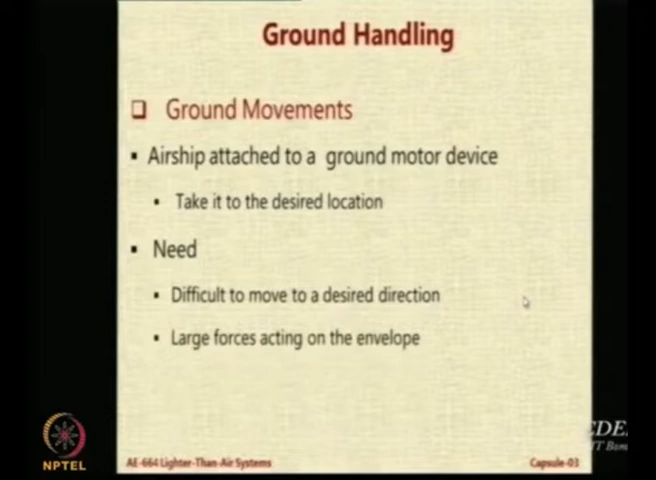 Ground Handling
Ground Movements
Airship attached to a ground motor device
Take it to the desired location
Need
Difficult to move to a desired direction
Large forces acting on the envelope
NPTEL
AE-664 Lighter-Than-Air Systems
Capsule-03